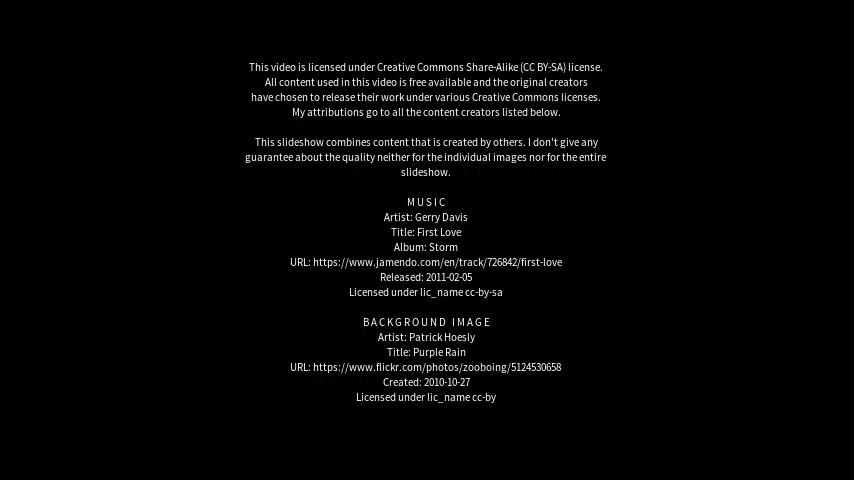 This video is licensed under Creative Commons Share-Alike (CC BY-SA) license.
All content used in this video is free available and the original creators
have chosen to release their work under various Creative Commons licenses.
My attributions go to all the content creators listed below.
This slideshow combines content that is created by others. I don't give any
guarantee about the quality neither for the individual images nor for the entire
slideshow.
MUSIC
Artist: Gerry Davis
Title: First Love
Album: Storm
URL: https://www.jamendo.com/en/track/726842/first-love
Released: 2011-02-05
Licensed under lic_name cc-by-sa
BACKGROUND IMAGE
Artist: Patrick Hoesly
Title: Purple Rain
URL: https://www.flickr.com/photos/zooboing/5124530658
Created: 2010-10-27
Licensed under lic_name cc-by